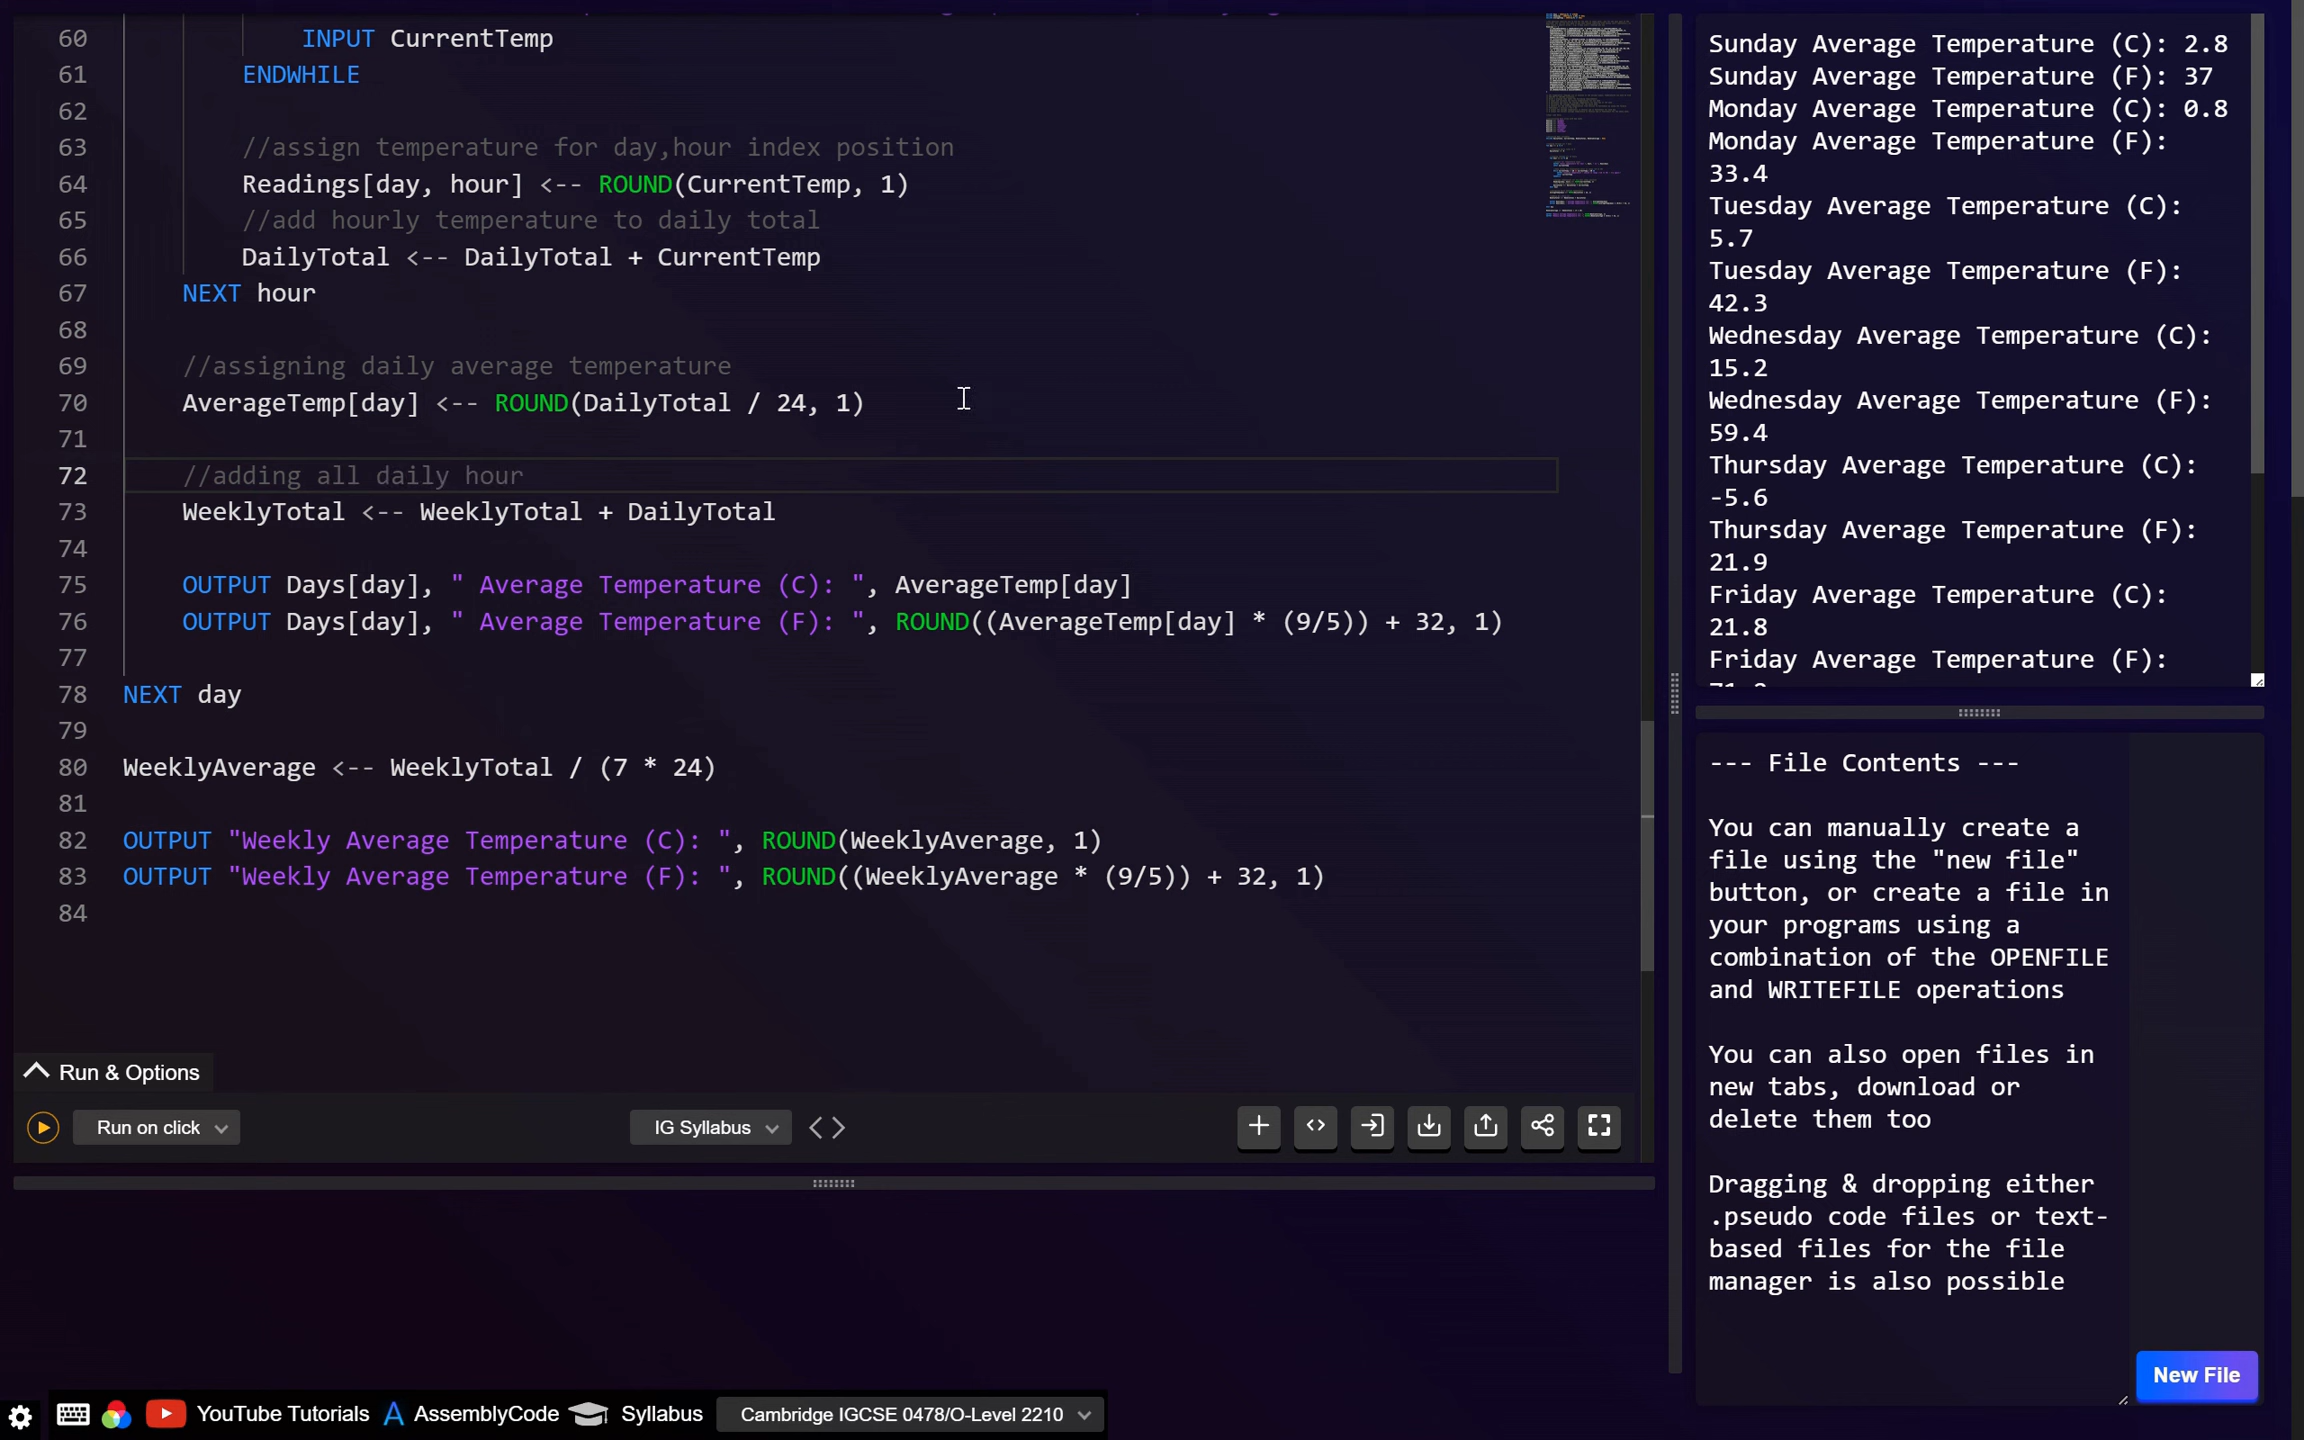 60 INPUT CurrentTemp
61 ENDWHILE
62
63 //assign temperature for day,hour index position
64 Readings[day, hour] <-- ROUND(CurrentTemp, 1)
65 //add hourly temperature to daily total
66 DailyTotal <-- DailyTotal + CurrentTemp
67 NEXT hour
68
69 //assigning daily average temperature
70 AverageTemp[day] <-- ROUND(DailyTotal / 24, 1)
71
72 //adding all daily hour
73 WeeklyTotal <-- WeeklyTotal + DailyTotal
74
75 OUTPUT Days[day], " Average Temperature (C): ", AverageTemp[day]
76 OUTPUT Days[day], " Average Temperature (F): ", ROUND((AverageTemp[day] * (9/5)) + 32, 1)
77
78 NEXT day
79
80 WeeklyAverage <-- WeeklyTotal / (7 * 24)
81
82 OUTPUT "Weekly Average Temperature (C): ", ROUND(WeeklyAverage, 1)
83 OUTPUT "Weekly Average Temperature (F): ", ROUND((WeeklyAverage * (9/5)) + 32, 1)
84
Run & Options
Run on click
IG Syllabus
Sunday Average Temperature (C): 2.8
Sunday Average Temperature (F): 37
Monday Average Temperature (C): 0.8
Monday Average Temperature (F):
33.4
Tuesday Average Temperature (C):
5.7
Tuesday Average Temperature (F):
42.3
Wednesday Average Temperature (C):
15.2
Wednesday Average Temperature (F):
59.4
Thursday Average Temperature (C):
-5.6
Thursday Average Temperature (F):
21.9
Friday Average Temperature (C):
21.8
Friday Average Temperature (F):
--- File Contents ---
You can manually create a
file using the "new file"
button, or create a file in
your programs using a
combination of the OPENFILE
and WRITEFILE operations
You can also open files in
new tabs, download or
delete them too
Dragging & dropping either
.pseudo code files or text-
based files for the file
manager is also possible
New File
YouTube Tutorials
AssemblyCode
Syllabus
Cambridge IGCSE 0478/O-Level 2210